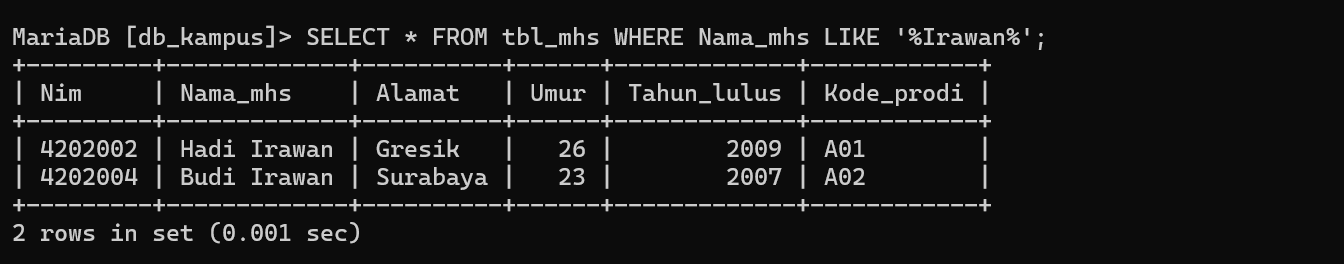 MariaDB [db_kampus]> SELECT * FROM tbl_mhs WHERE Nama_mhs LIKE '%Irawan%';
+---------+-------------+----------+------+-------------+------------+
| Nim     | Nama_mhs    | Alamat   | Umur | Tahun_lulus | Kode_prodi |
+---------+-------------+----------+------+-------------+------------+
| 4202002 | Hadi Irawan | Gresik   |   26 |        2009 | A01        |
| 4202004 | Budi Irawan | Surabaya |   23 |        2007 | A02        |
+---------+-------------+----------+------+-------------+------------+
2 rows in set (0.001 sec)